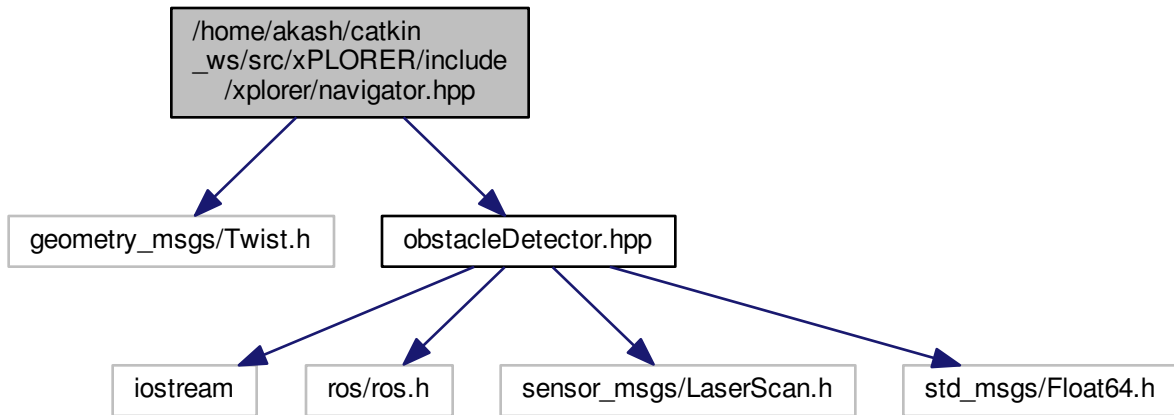 /home/akash/catkin
_ws/src/xPLORER/include
/xplorer/navigator.hpp
geometry_msgs/Twist.h
obstacleDetector.hpp
iostream
ros/ros.h
sensor_msgs/LaserScan.h
std_msgs/Float64.h